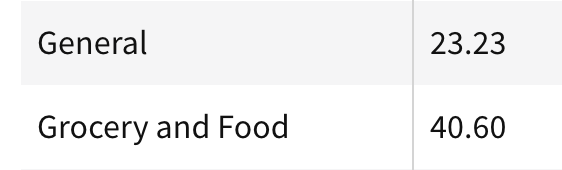 General 23.23
Grocery and Food 40.60